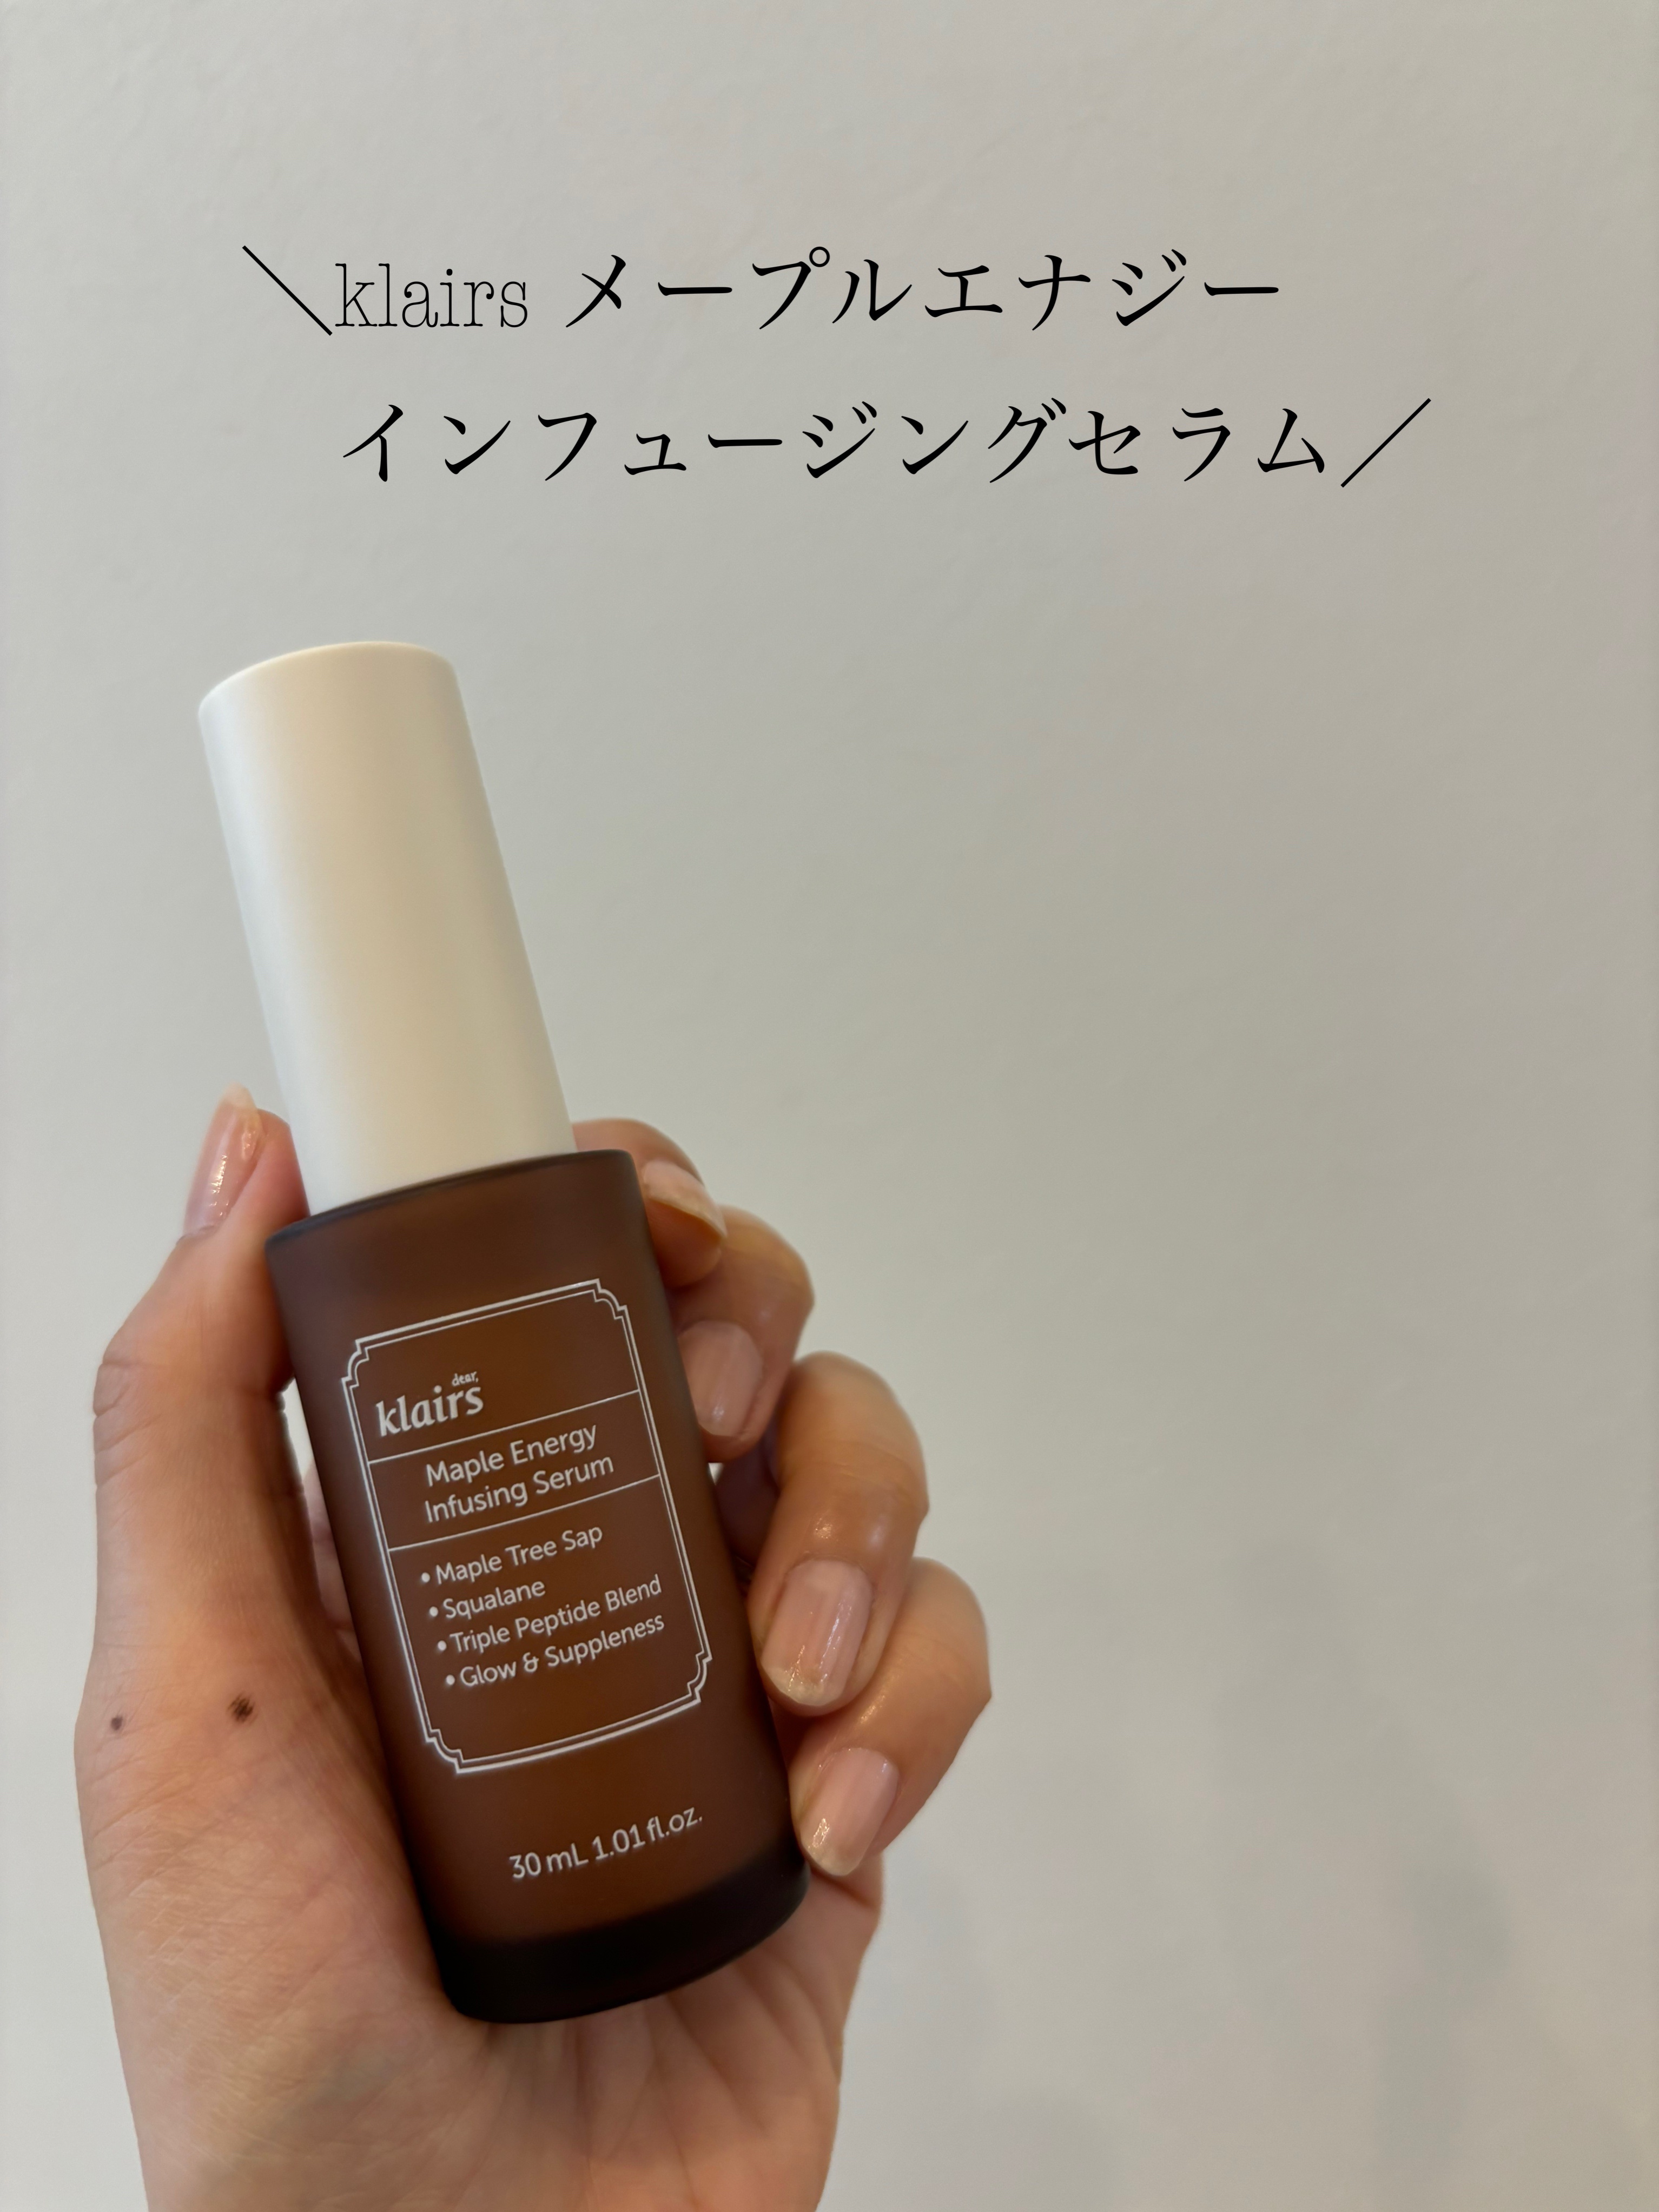 ＼klairs メープルエナジー
インフュージングセラム／
dear,
klairs
Maple Energy
Infusing Serum
• Maple Tree Sap
• Squalane
• Triple Peptide Blend
• Glow & Suppleness
30 mL 1.01 fl.oz.